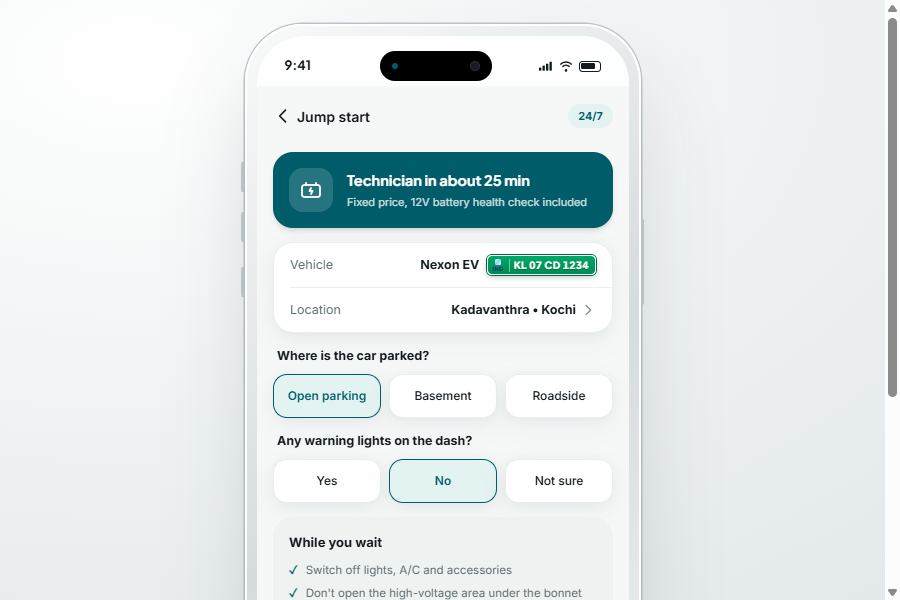 9:41
Jump start
24/7
Technician in about 25 min
Fixed price, 12V battery health check included
Vehicle
Nexon EV
IND
KL 07 CD 1234
Location
Kadavanthra • Kochi
Where is the car parked?
Open parking
Basement
Roadside
Any warning lights on the dash?
Yes
No
Not sure
While you wait
✓ Switch off lights, A/C and accessories
✓ Don't open the high-voltage area under the bonnet